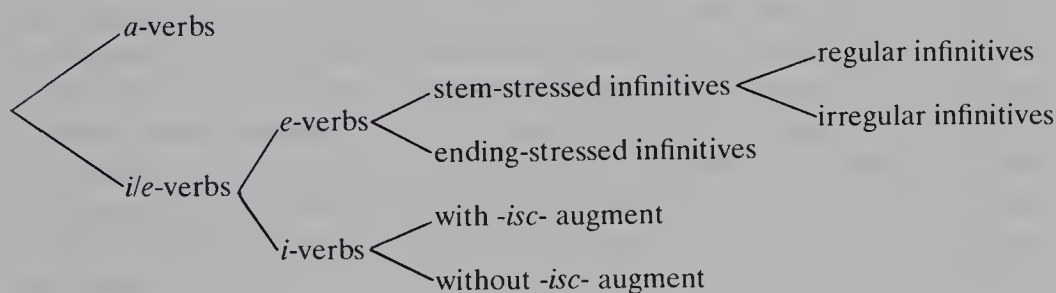 a-verbs
regular infinitives
stem-stressed infinitives
irregular infinitives
e-verbs
ending-stressed infinitives
i/e-verbs
with -isc- augment
i-verbs
without -isc- augment